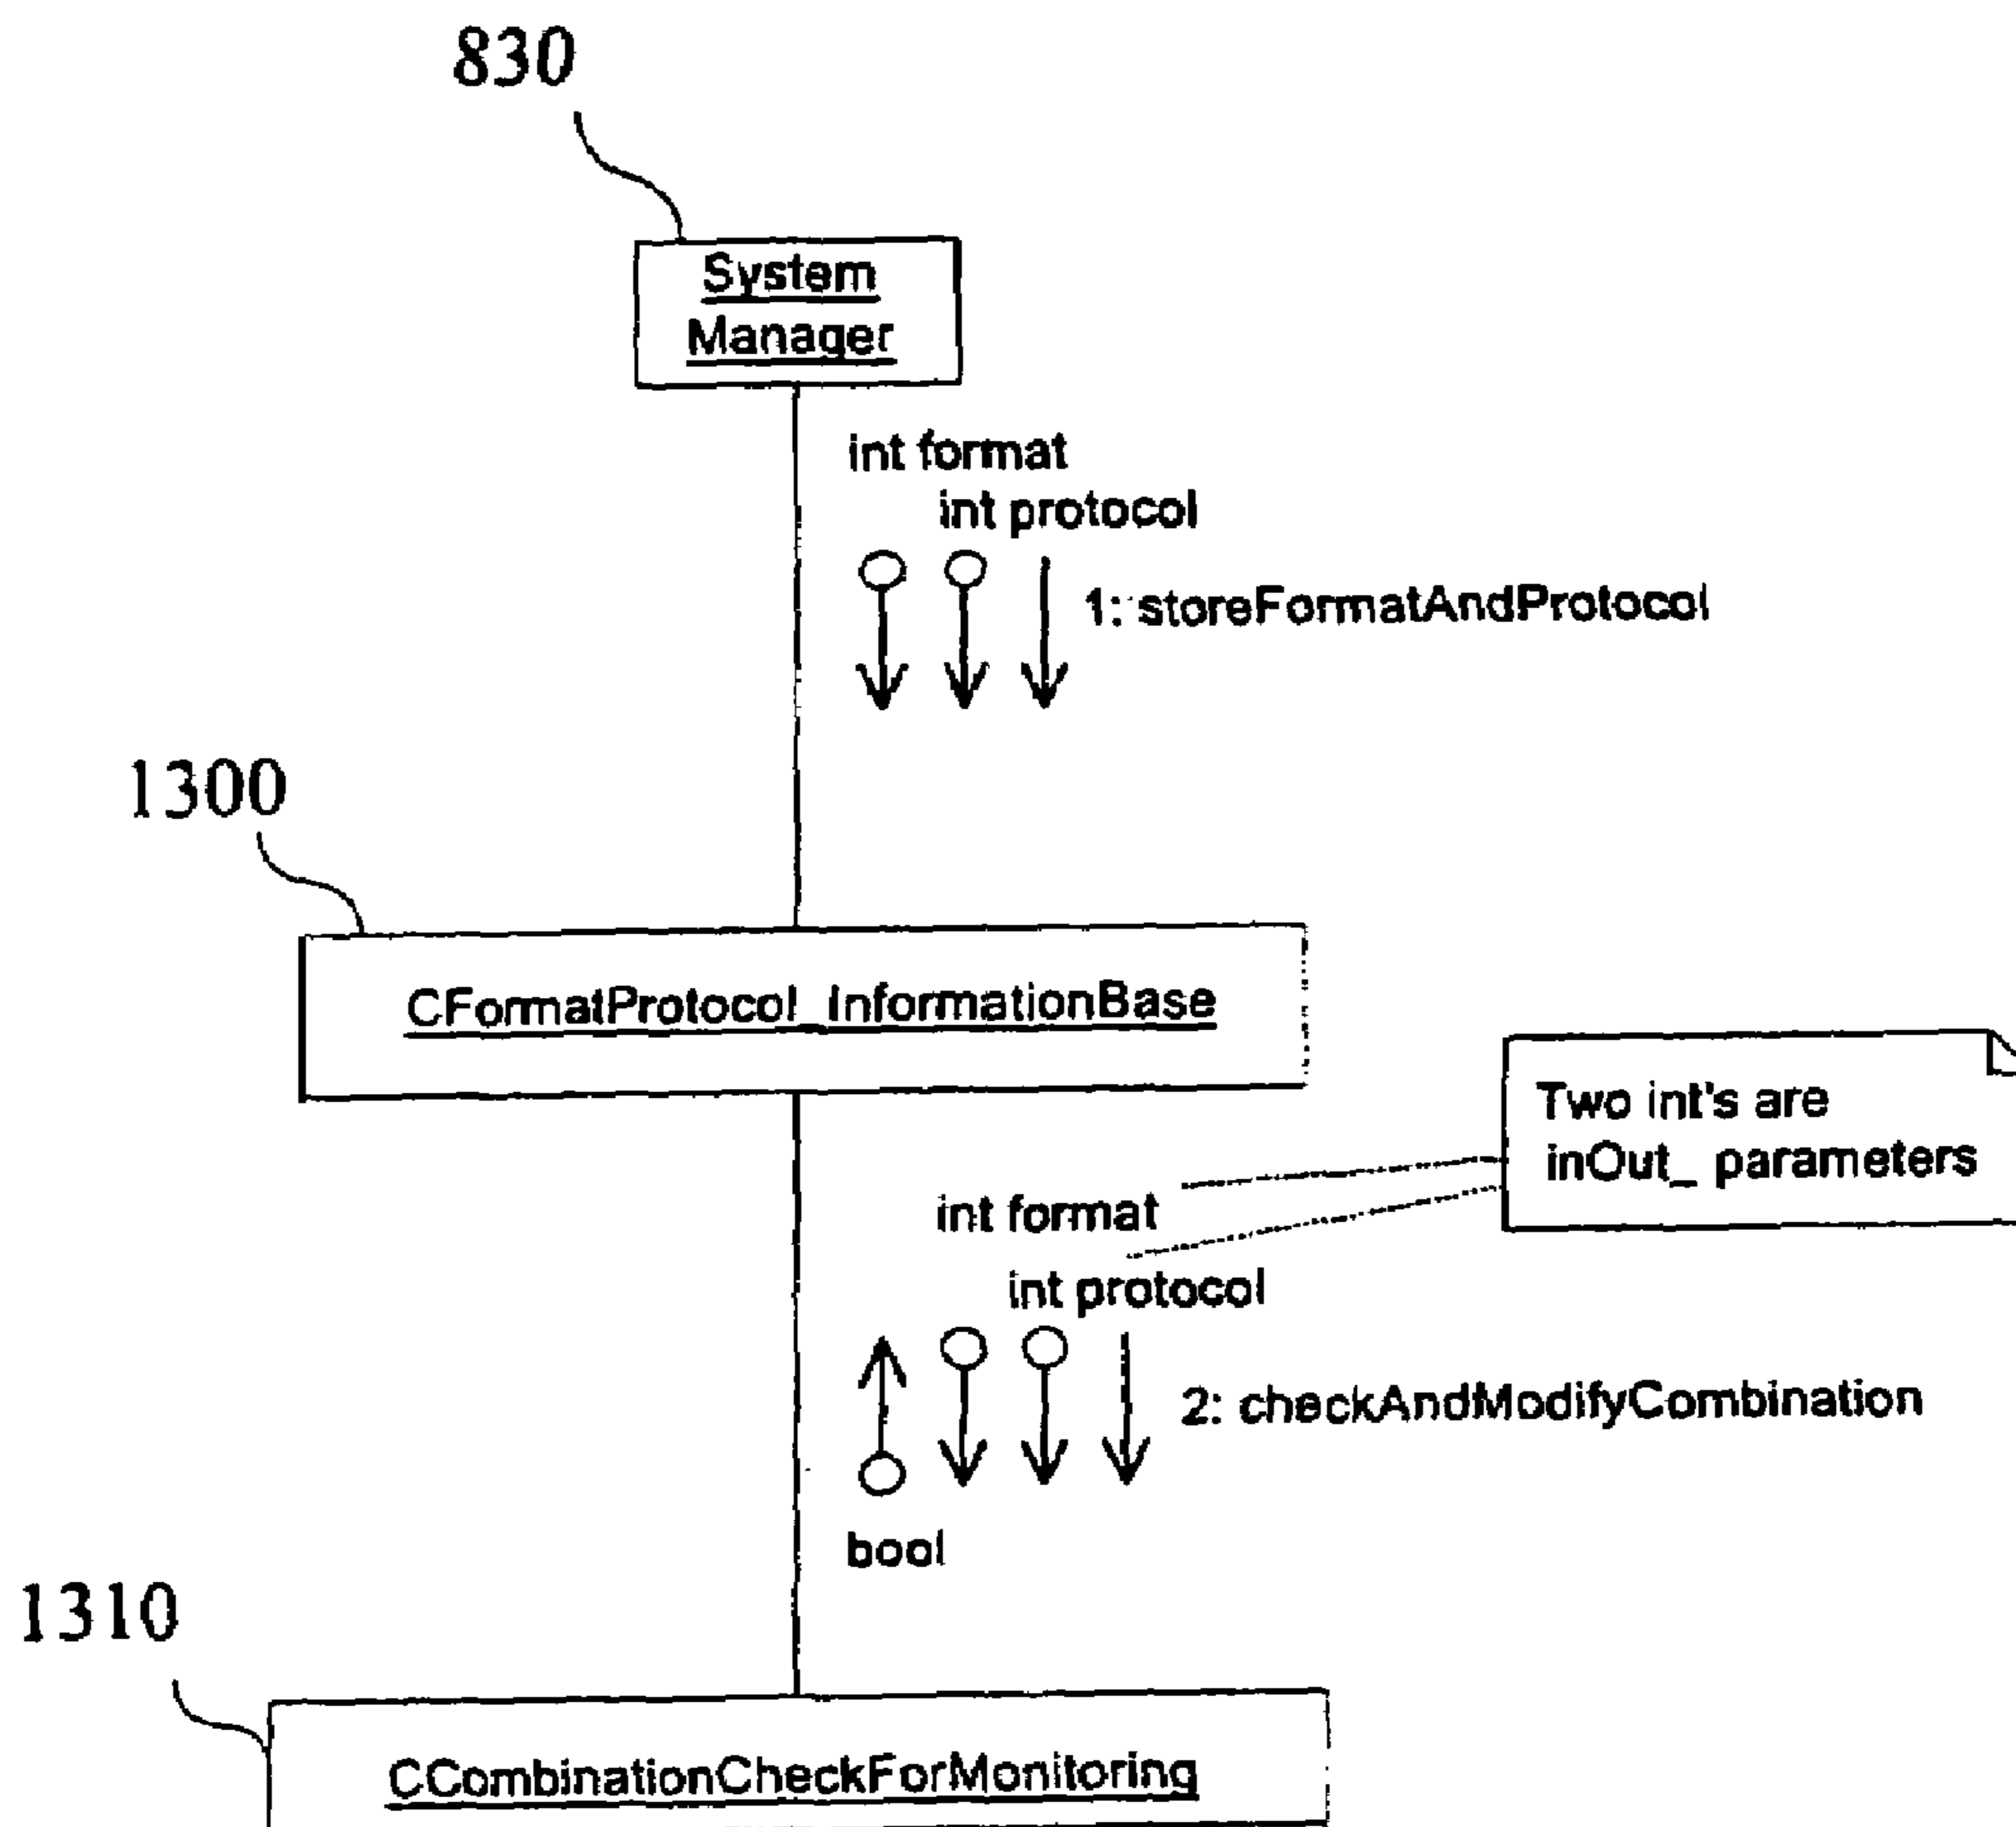 830
System
Manager
int format
int protocol
1: storeFormatAndProtocol
1300
CFormatProtocol_InformationBase
Two int's are
inOut_ parameters
int format
int protocol
2: checkAndModifyCombination
bool
1310
CCombinationCheckForMonitoring